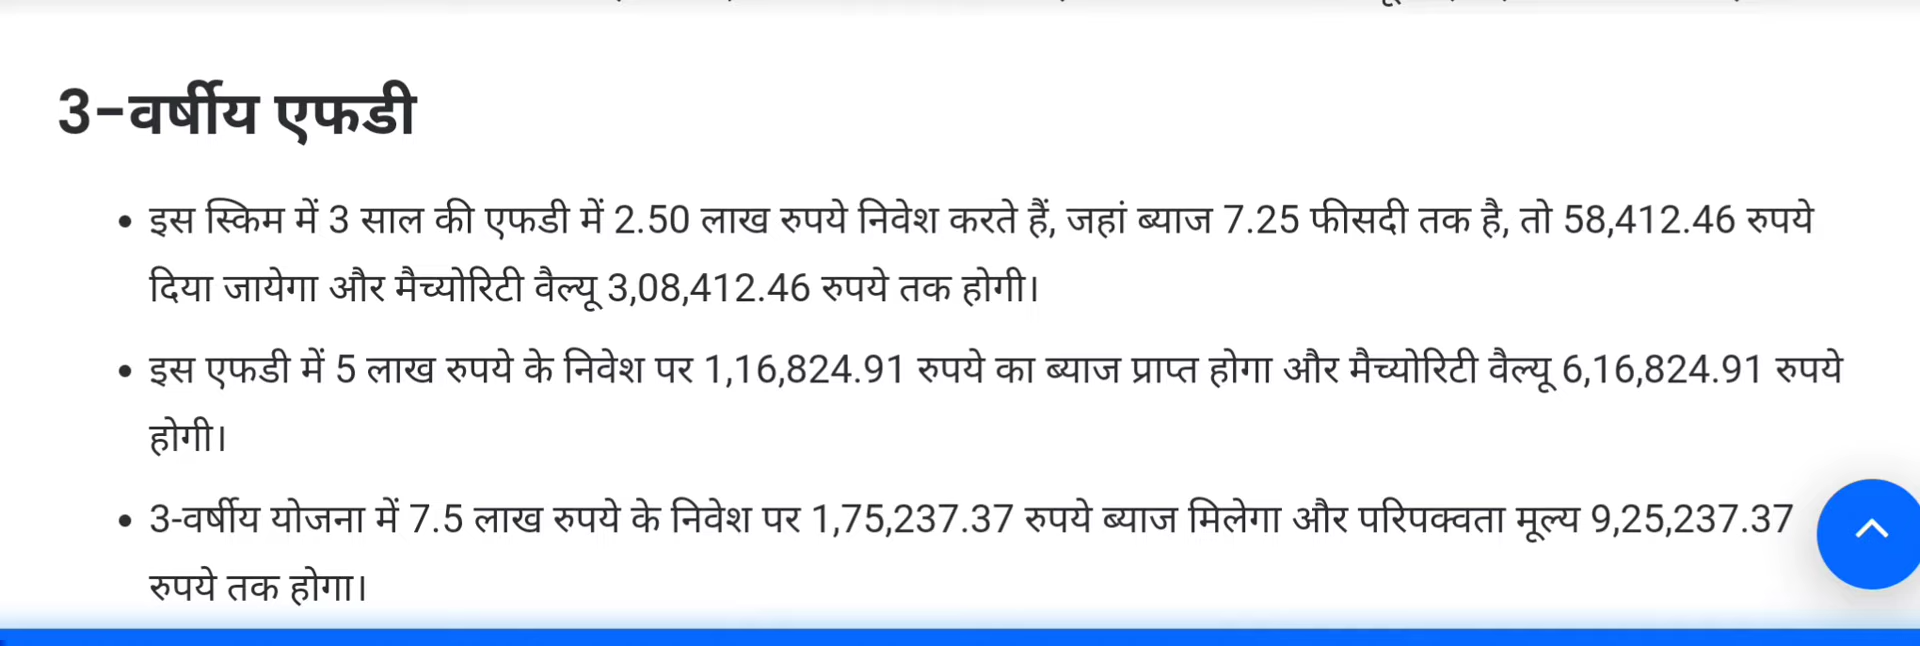 3-वर्षीय एफडी
इस स्किम में 3 साल की एफडी में 2.50 लाख रुपये निवेश करते हैं, जहां ब्याज 7.25 फीसदी तक है, तो 58,412.46 रुपये
दिया जायेगा और मैच्योरिटी वैल्यू 3,08,412.46 रुपये तक होगी।
इस एफडी में 5 लाख रुपये के निवेश पर 1,16,824.91 रुपये का ब्याज प्राप्त होगा और मैच्योरिटी वैल्यू 6,16,824.91 रुपये
होगी।
3-वर्षीय योजना में 7.5 लाख रुपये के निवेश पर 1,75,237.37 रुपये ब्याज मिलेगा और परिपक्वता मूल्य 9,25,237.37
रुपये तक होगा।